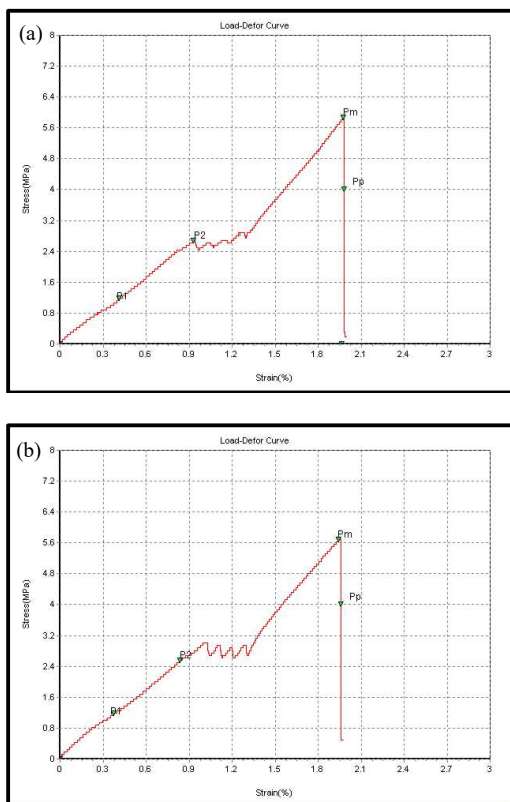 (a)
Load-Defor Curve
8
7.2
6.4
5.6
4.8
4
3.2
2.4
1.6
0.8
0
Stress(MPa)
Pm
Pp
P2
P1
0 0.3 0.6 0.9 1.2 1.5 1.8 2.1 2.4 2.7 3
Strain(%)
(b)
Load-Defor Curve
8
7.2
6.4
5.6
4.8
4
3.2
2.4
1.6
0.8
0
Stress(MPa)
Pm
Pp
P2
P1
0 0.3 0.6 0.9 1.2 1.5 1.8 2.1 2.4 2.7 3
Strain(%)